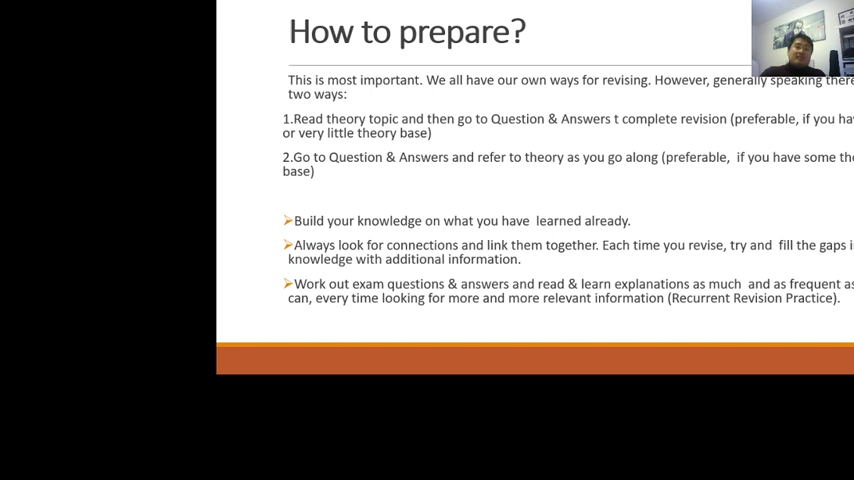 How to prepare?
This is most important. We all have our own ways for revising. However, generally speaking there
two ways:
1.Read theory topic and then go to Question & Answers t complete revision (preferable, if you
or very little theory base)
2.Go to Question & Answers and refer to theory as you go along (preferable, if you have some
base)
➢Build your knowledge on what you have learned already.
➢Always look for connections and link them together. Each time you revise, try and fill the gaps
knowledge with additional information.
➢Work out exam questions & answers and read & learn explanations as much and as frequent as
can, every time looking for more and more relevant information (Recurrent Revision Practice).